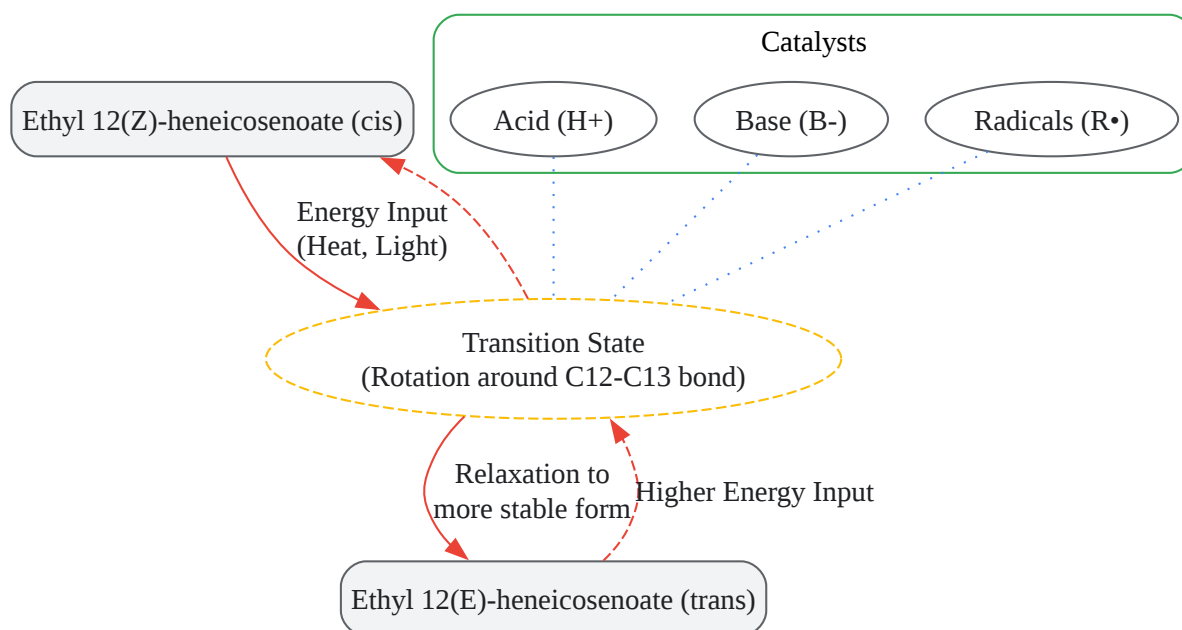 Catalysts
Ethyl 12(Z)-heneicosenoate (cis)
Acid (H+)
Base (B-)
Radicals (R•)
Energy Input
(Heat, Light)
Transition State
(Rotation around C12-C13 bond)
Relaxation to
more stable form
Higher Energy Input
Ethyl 12(E)-heneicosenoate (trans)